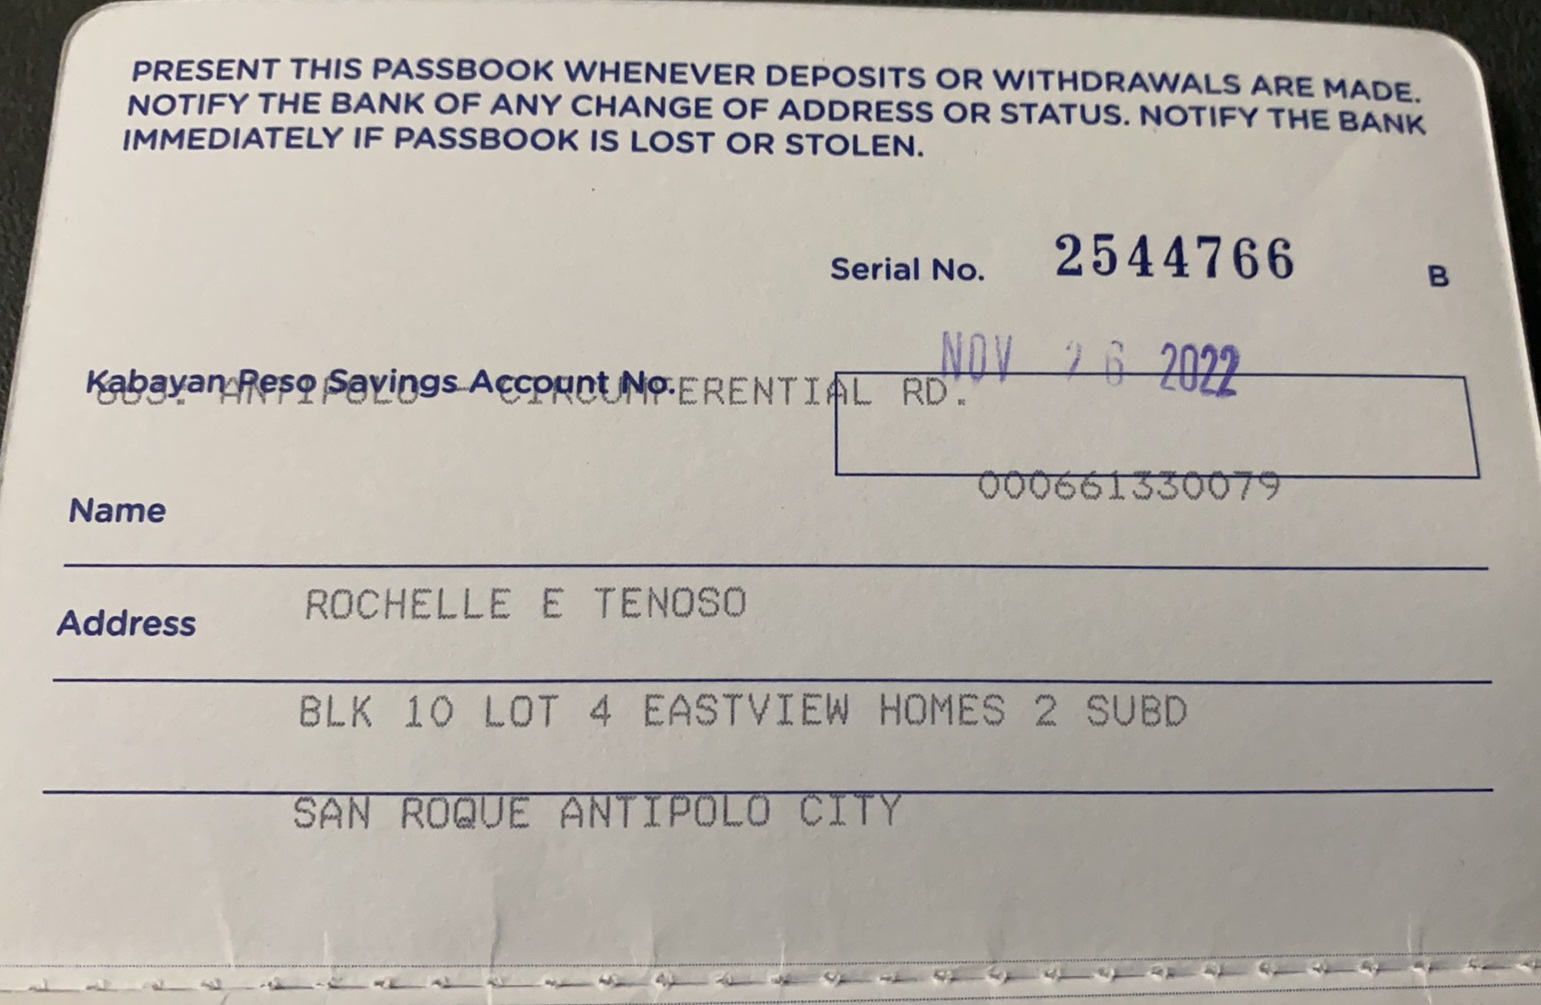 PRESENT THIS PASSBOOK WHENEVER DEPOSITS OR WITHDRAWALS ARE MADE.
NOTIFY THE BANK OF ANY CHANGE OF ADDRESS OR STATUS. NOTIFY THE BANK
IMMEDIATELY IF PASSBOOK IS LOST OR STOLEN.
Serial No. 2544766 B
NOV 26 2022
Kabayan Peso Savings Account No.
ANTIPOLO - CIRCUMFERENTIAL RD.
000661330079
Name
ROCHELLE E TENOSO
Address
BLK 10 LOT 4 EASTVIEW HOMES 2 SUBD
SAN ROQUE ANTIPOLO CITY